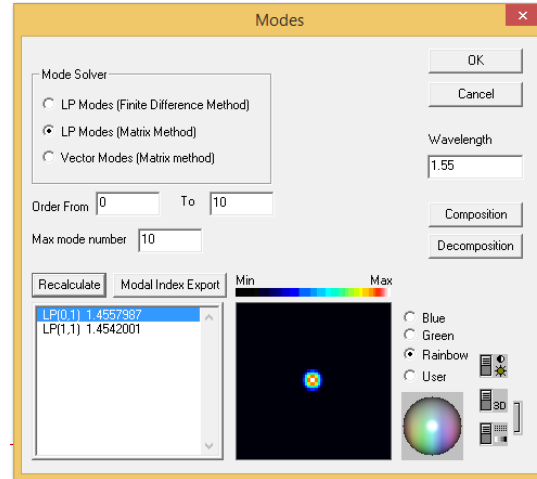 Modes
OK
Cancel
Mode Solver
LP Modes (Finite Difference Method)
LP Modes (Matrix Method)
Vector Modes (Matrix method)
Wavelength
1.55
Order From 0 To 10
Max mode number 10
Composition
Decomposition
Recalculate Modal Index Export
Min Max
LP(0,1) 1.4557987
LP(1,1) 1.4542001
Blue
Green
Rainbow
User
3D